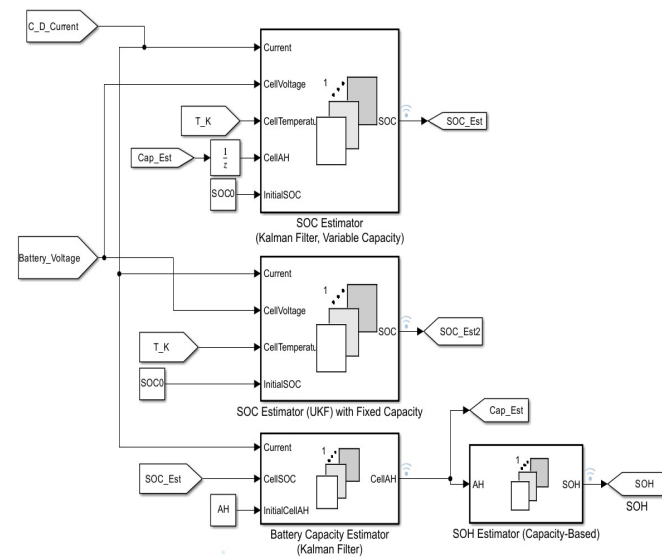 C_D_Current
Current
CellVoltage
1
T_K
CellTemperatu
SOC
SOC_Est
Cap_Est
1
z
CellAH
SOC0
InitialSOC
SOC Estimator
(Kalman Filter, Variable Capacity)
Battery_Voltage
Current
CellVoltage
1
T_K
CellTemperatu
SOC
SOC_Est2
SOC0
InitialSOC
SOC Estimator (UKF) with Fixed Capacity
Cap_Est
Current
1
SOC_Est
CellSOC
CellAH
AH
1
SOH
SOH
SOH
AH
InitialCellAH
Battery Capacity Estimator
(Kalman Filter)
SOH Estimator (Capacity-Based)